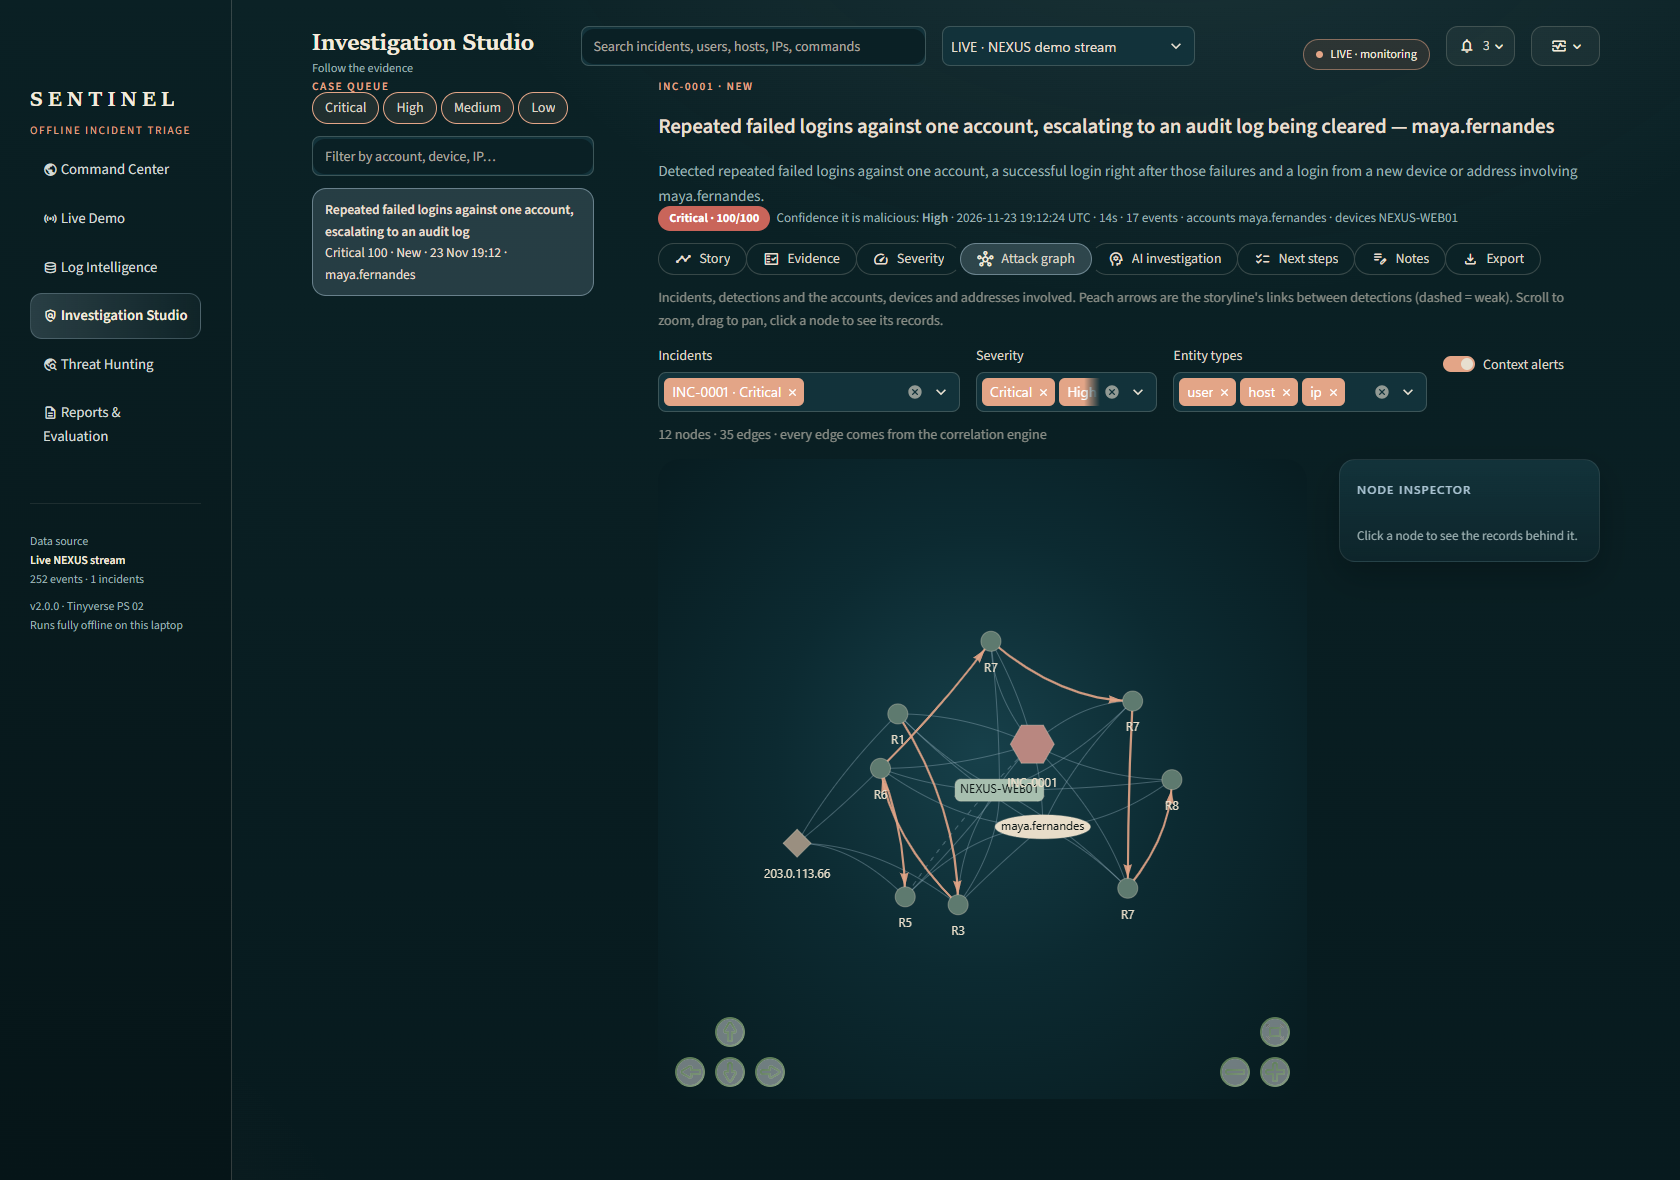 SENTINEL
OFFLINE INCIDENT TRIAGE
Command Center
Live Demo
Log Intelligence
Investigation Studio
Threat Hunting
Reports &
Evaluation
Data source
Live NEXUS stream
252 events · 1 incidents
v2.0.0 · Tinyverse PS 02
Runs fully offline on this laptop
Investigation Studio
Follow the evidence
Search incidents, users, hosts, IPs, commands
LIVE · NEXUS demo stream
LIVE · monitoring
3
CASE QUEUE
Critical High Medium Low
Filter by account, device, IP…
Repeated failed logins against one account,
escalating to an audit log
Critical 100 · New · 23 Nov 19:12 ·
maya.fernandes
INC-0001 · NEW
Repeated failed logins against one account, escalating to an audit log being cleared — maya.fernandes
Detected repeated failed logins against one account, a successful login right after those failures and a login from a new device or address involving
maya.fernandes.
Critical · 100/100 Confidence it is malicious: High · 2026-11-23 19:12:24 UTC · 14s · 17 events · accounts maya.fernandes · devices NEXUS-WEB01
Story Evidence Severity Attack graph AI investigation Next steps Notes Export
Incidents, detections and the accounts, devices and addresses involved. Peach arrows are the storyline's links between detections (dashed = weak). Scroll to
zoom, drag to pan, click a node to see its records.
Incidents Severity Entity types Context alerts
INC-0001 · Critical Critical High user host ip
12 nodes · 35 edges · every edge comes from the correlation engine
NODE INSPECTOR
Click a node to see the records behind it.
R7
R7
R1
INC-0001
NEXUS-WEB01
R6
R8
maya.fernandes
203.0.113.66
R5
R3
R7